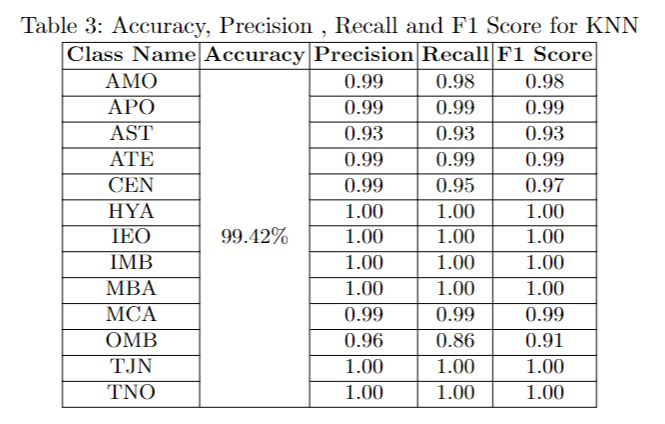 Table 3: Accuracy, Precision , Recall and F1 Score for KNN
Class Name Accuracy Precision Recall F1 Score
AMO 0.99 0.98 0.98
APO 0.99 0.99 0.99
AST 0.93 0.93 0.93
ATE 0.99 0.99 0.99
CEN 0.99 0.95 0.97
HYA 1.00 1.00 1.00
IEO 99.42% 1.00 1.00 1.00
IMB 1.00 1.00 1.00
MBA 1.00 1.00 1.00
MCA 0.99 0.99 0.99
OMB 0.96 0.86 0.91
TJN 1.00 1.00 1.00
TNO 1.00 1.00 1.00